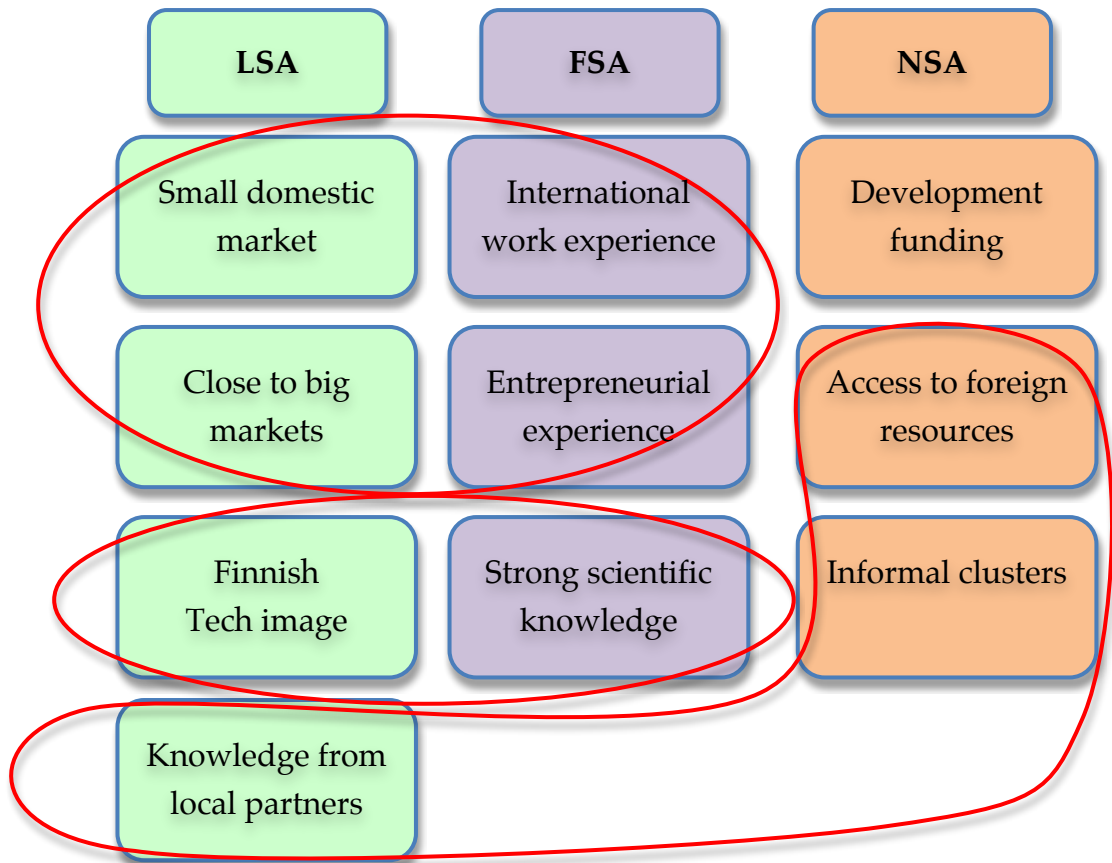 LSA
FSA
NSA
Small domestic
market
International
work experience
Development
funding
Close to big
markets
Entrepreneurial
experience
Access to foreign
resources
Finnish
Tech image
Strong scientific
knowledge
Informal clusters
Knowledge from
local partners